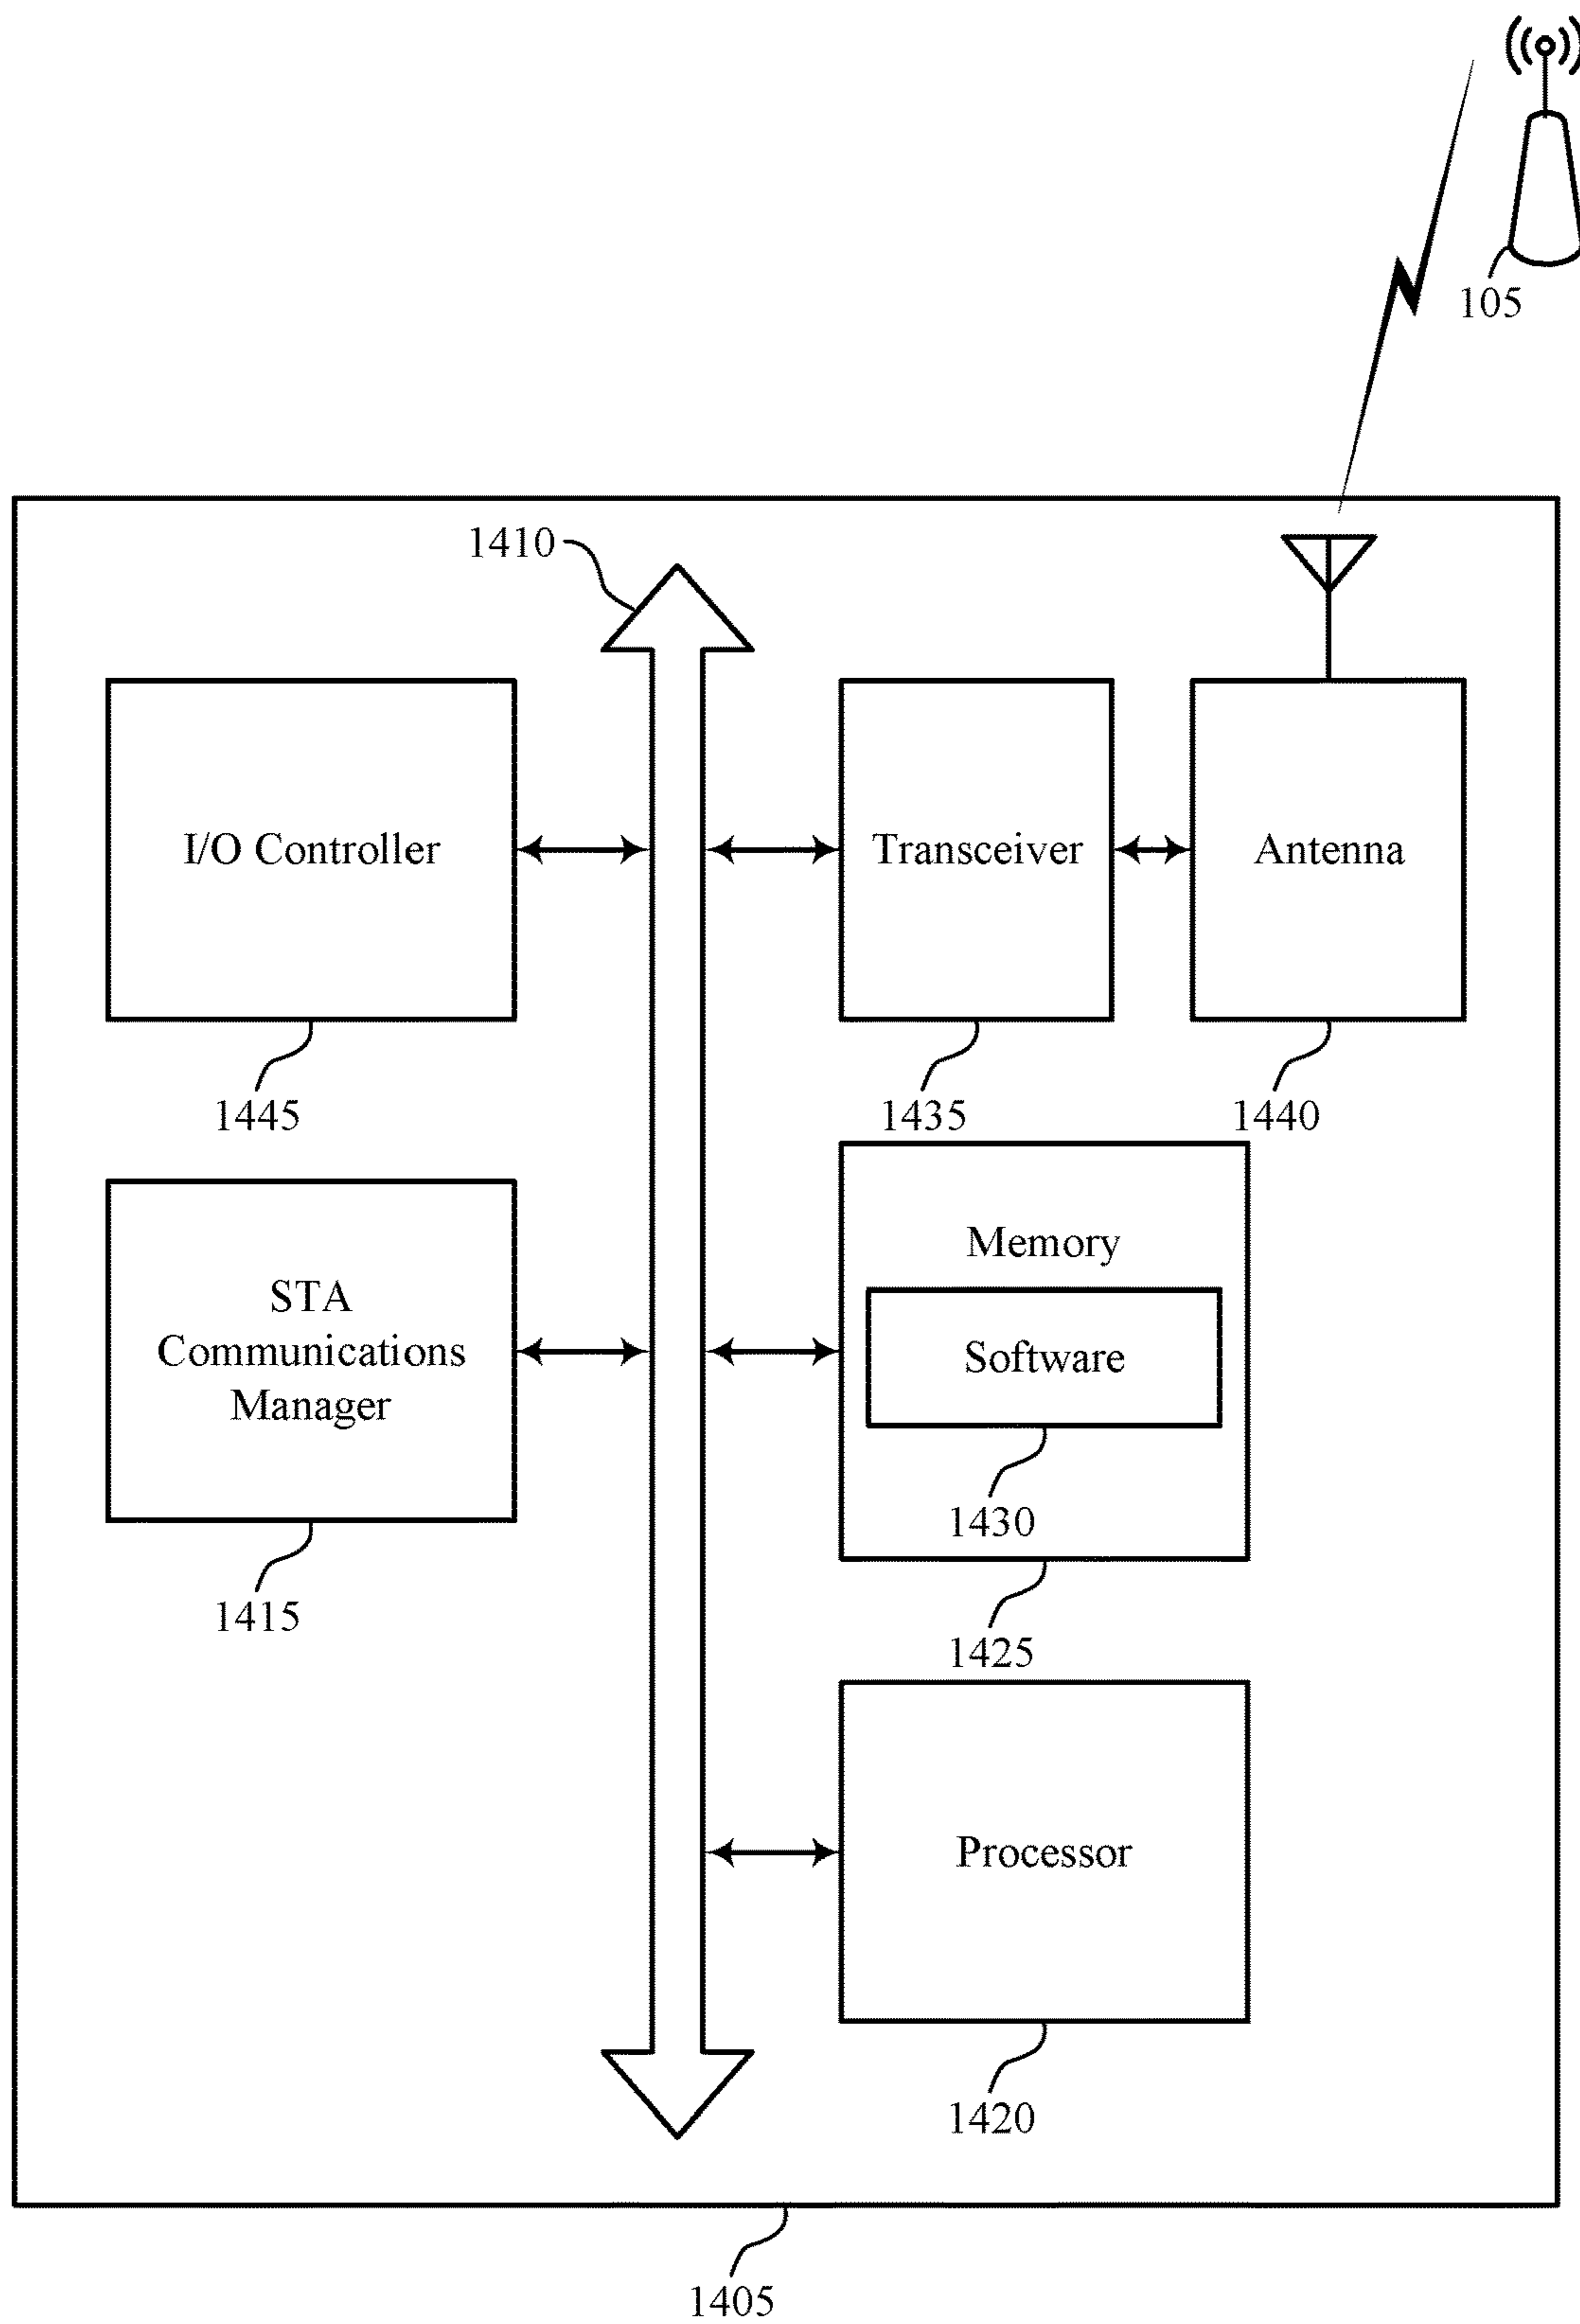 105
1410
I/O Controller
Transceiver
Antenna
1445
1435
1440
STA
Communications
Manager
Memory
Software
1430
1415
1425
Processor
1420
1405